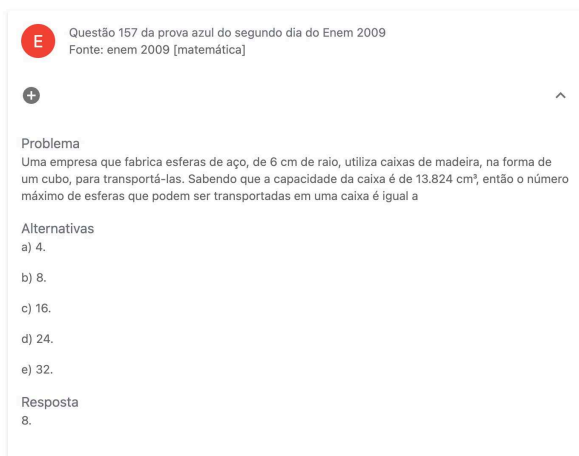 E
Questão 157 da prova azul do segundo dia do Enem 2009
Fonte: enem 2009 [matemática]
Problema
Uma empresa que fabrica esferas de aço, de 6 cm de raio, utiliza caixas de madeira, na forma de
um cubo, para transportá-las. Sabendo que a capacidade da caixa é de 13.824 cm³, então o número
máximo de esferas que podem ser transportadas em uma caixa é igual a
Alternativas
a) 4.
b) 8.
c) 16.
d) 24.
e) 32.
Resposta
8.